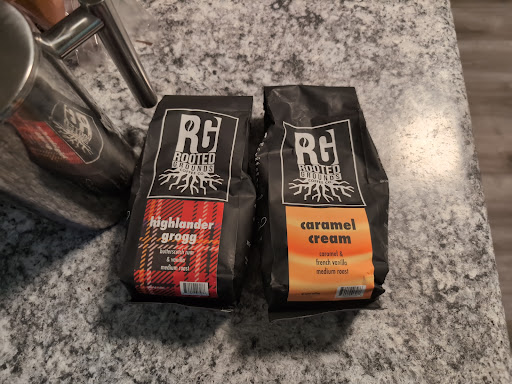 RG
ROOTED
GROUNDS
highlander
grogg
butterscotch rum
& vanilla
medium roast
RG
ROOTED
GROUNDS
caramel
cream
caramel &
french vanilla
medium roast